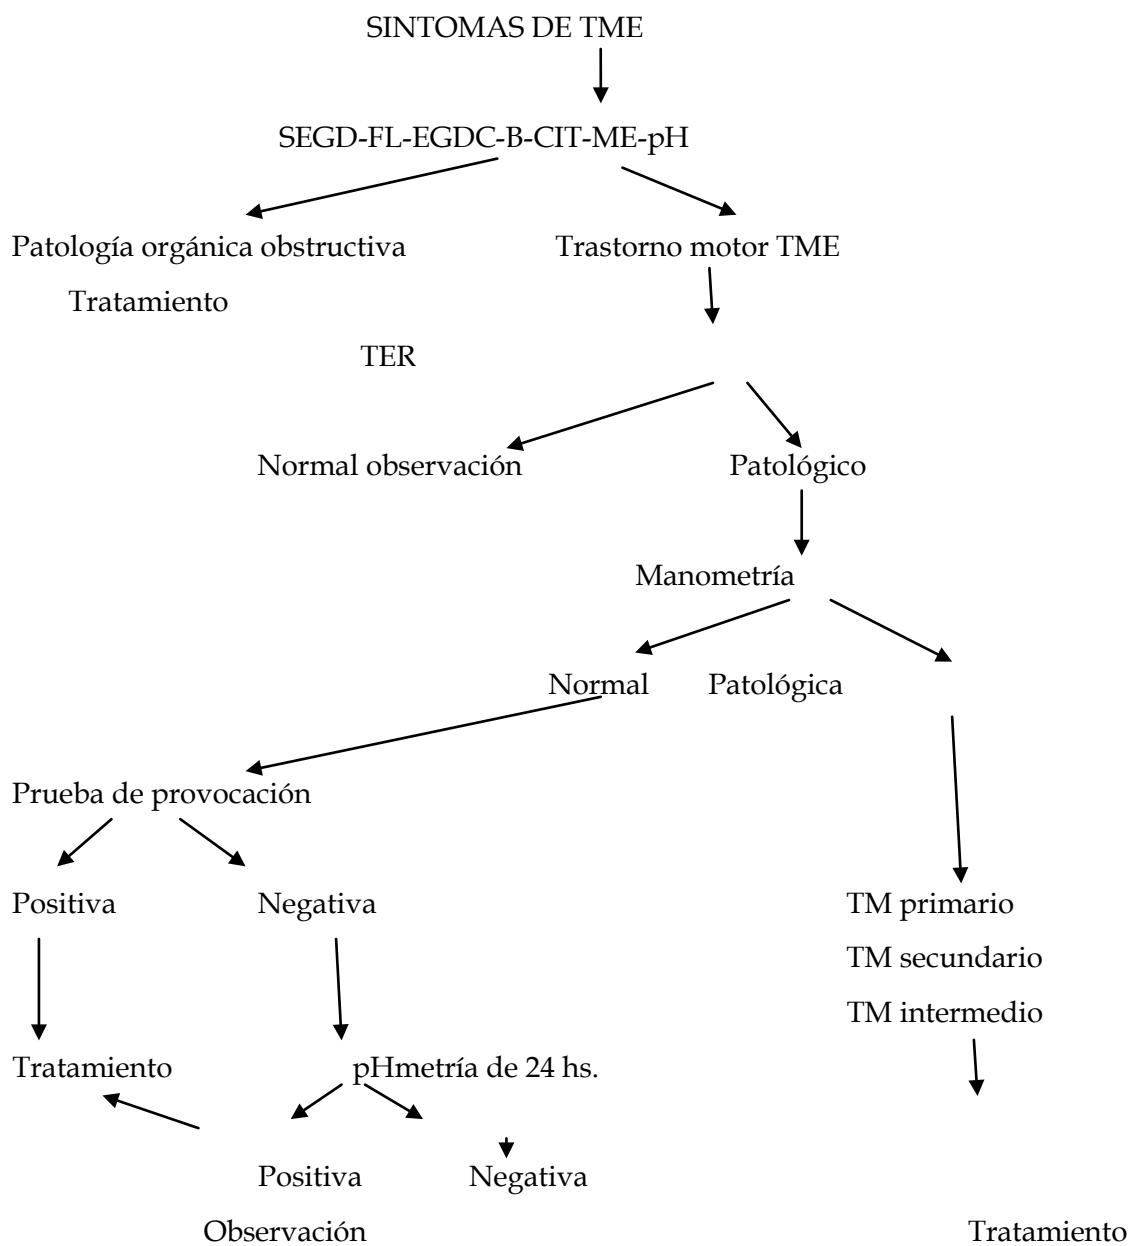 SINTOMAS DE TME
SEGD-FL-EGDC-B-CIT-ME-pH
Patología orgánica obstructiva Trastorno motor TME
Tratamiento
TER
Normal observación Patológico
Manometría
Normal Patológica
Prueba de provocación
Positiva Negativa TM primario
TM secundario
TM intermedio
Tratamiento pHmetría de 24 hs.
Positiva Negativa
Observación Tratamiento